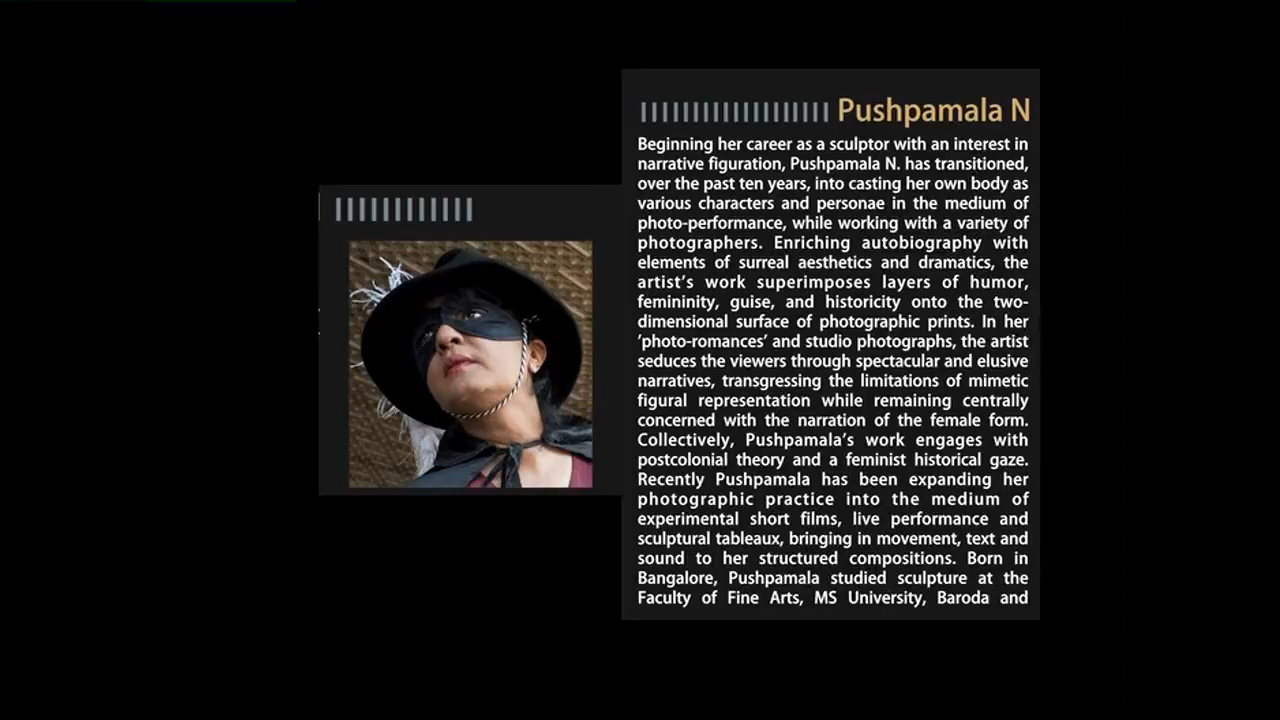 Pushpamala N
Beginning her career as a sculptor with an interest in
narrative figuration, Pushpamala N. has transitioned,
over the past ten years, into casting her own body as
various characters and personae in the medium of
photo-performance, while working with a variety of
photographers. Enriching autobiography with
elements of surreal aesthetics and dramatics, the
artist's work superimposes layers of humor,
femininity, guise, and historicity onto the two-
dimensional surface of photographic prints. In her
'photo-romances' and studio photographs, the artist
seduces the viewers through spectacular and elusive
narratives, transgressing the limitations of mimetic
figural representation while remaining centrally
concerned with the narration of the female form.
Collectively, Pushpamala's work engages with
postcolonial theory and a feminist historical gaze.
Recently Pushpamala has been expanding her
photographic practice into the medium of
experimental short films, live performance and
sculptural tableaux, bringing in movement, text and
sound to her structured compositions. Born in
Bangalore, Pushpamala studied sculpture at the
Faculty of Fine Arts, MS University, Baroda and